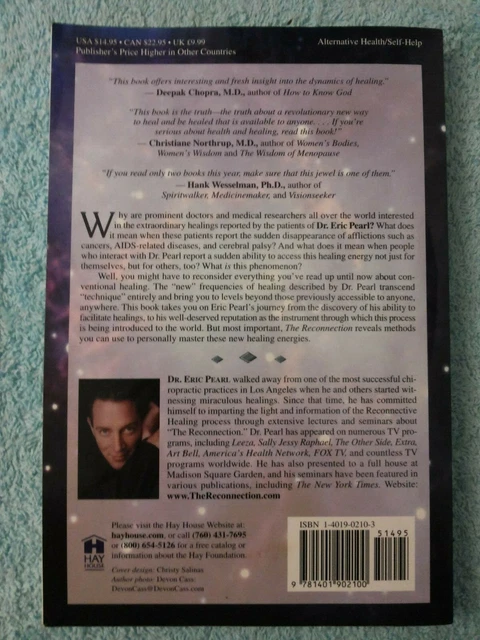 USA $14.95 • CAN $22.95 • UK £9.99
Publisher's Price Higher in Other Countries
Alternative Health/Self-Help
"This book offers interesting and fresh insight into the dynamics of healing."
— Deepak Chopra, M.D., author of How to Know God
"This book is the truth—the truth about a revolutionary new way
to heal and be healed that is available to anyone. . . . If you're
serious about health and healing, read this book!"
— Christiane Northrup, M.D., author of Women's Bodies,
Women's Wisdom and The Wisdom of Menopause
"If you read only two books this year, make sure that this jewel is one of them."
— Hank Wesselman, Ph.D., author of
Spiritwalker, Medicinemaker, and Visionseeker
Why are prominent doctors and medical researchers all over the world interested
in the extraordinary healings reported by the patients of Dr. Eric Pearl? What does
it mean when these patients report the sudden disappearance of afflictions such as
cancers, AIDS-related diseases, and cerebral palsy? And what does it mean when people
who interact with Dr. Pearl report a sudden ability to access this healing energy not just for
themselves, but for others, too? What is this phenomenon?
Well, you might have to reconsider everything you've read up until now about con-
ventional healing. The "new" frequencies of healing described by Dr. Pearl transcend
"technique" entirely and bring you to levels beyond those previously accessible to anyone,
anywhere. This book takes you on Eric Pearl's journey from the discovery of his ability to
facilitate healings, to his well-deserved reputation as the instrument through which this process
is being introduced to the world. But most important, The Reconnection reveals methods
you can use to personally master these new healing energies.
DR. ERIC PEARL walked away from one of the most successful chi-
ropractic practices in Los Angeles when he and others started wit-
nessing miraculous healings. Since that time, he has committed
himself to imparting the light and information of the Reconnective
Healing process through extensive lectures and seminars about
"The Reconnection." Dr. Pearl has appeared on numerous TV pro-
grams, including Leeza, Sally Jessy Raphael, The Other Side, Extra,
Art Bell, America's Health Network, FOX TV, and countless TV
programs worldwide. He has also presented to a full house at
Madison Square Garden, and his seminars have been featured in
various publications, including The New York Times. Website:
www.TheReconnection.com
HAY
HOUSE
Please visit the Hay House Website at:
hayhouse.com, or call (760) 431-7695
or (800) 654-5126 for a free catalog or
information about the Hay Foundation.
Cover design: Christy Salinas
Author photo: Devon Cass
DevonCass@DevonCass.com
ISBN 1-4019-0210-3
51495
9 781401 902100